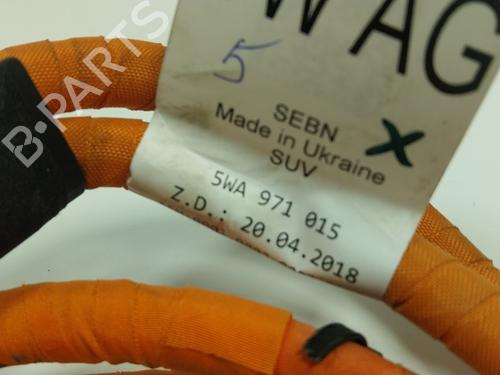 WAG
5
SEBN
Made in Ukraine
SUV
X
5WA 971 015
Z.D.: 20.04.2018
B-PARTS